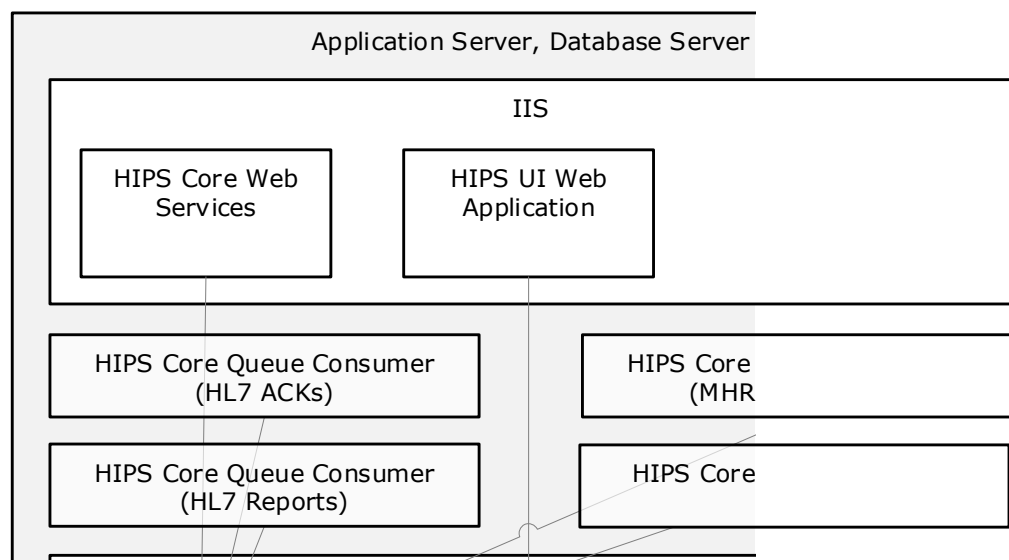 Application Server, Database Server
IIS
HIPS Core Web
Services
HIPS UI Web
Application
HIPS Core Queue Consumer
(HL7 ACKs)
HIPS Core
(MHR
HIPS Core Queue Consumer
(HL7 Reports)
HIPS Core